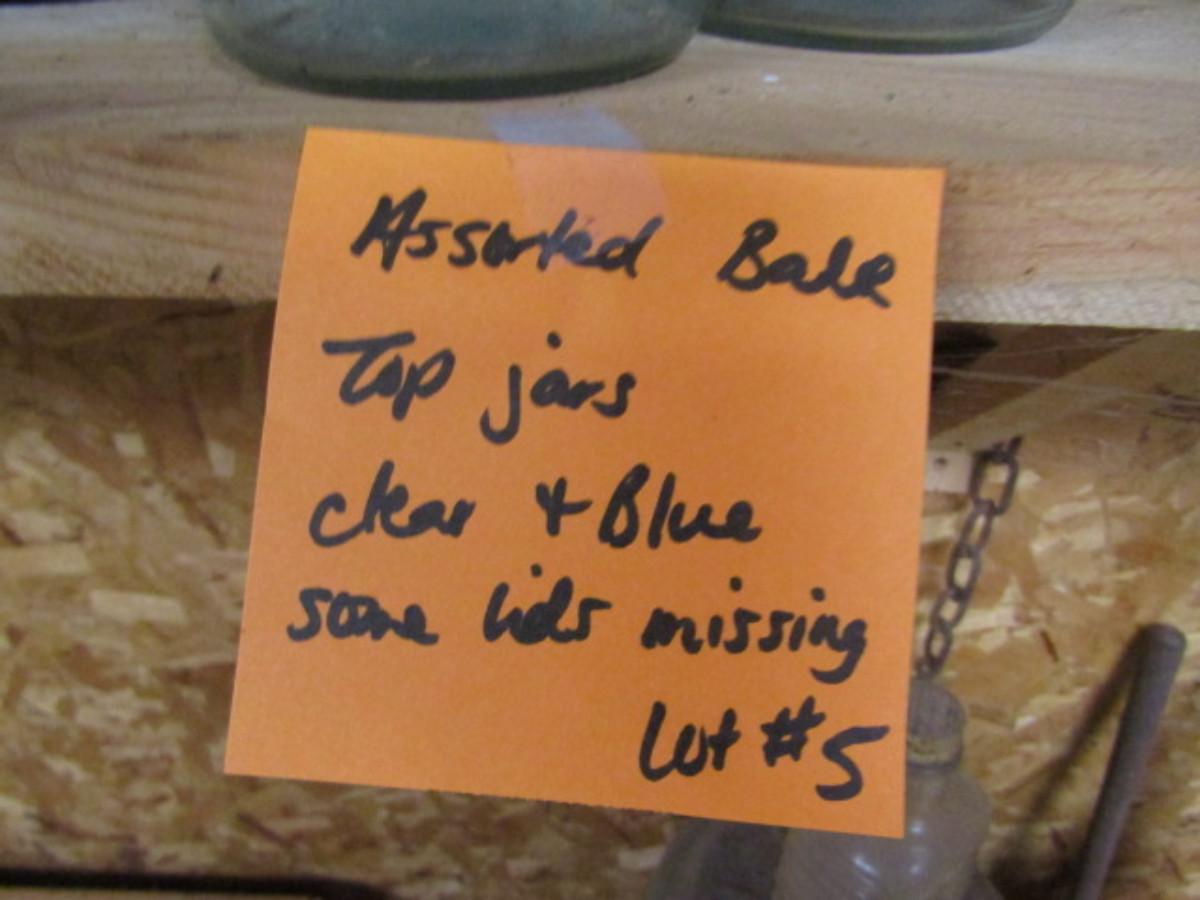 Assorted Bale
Top jars
clear + Blue
some lids missing
Lot #5